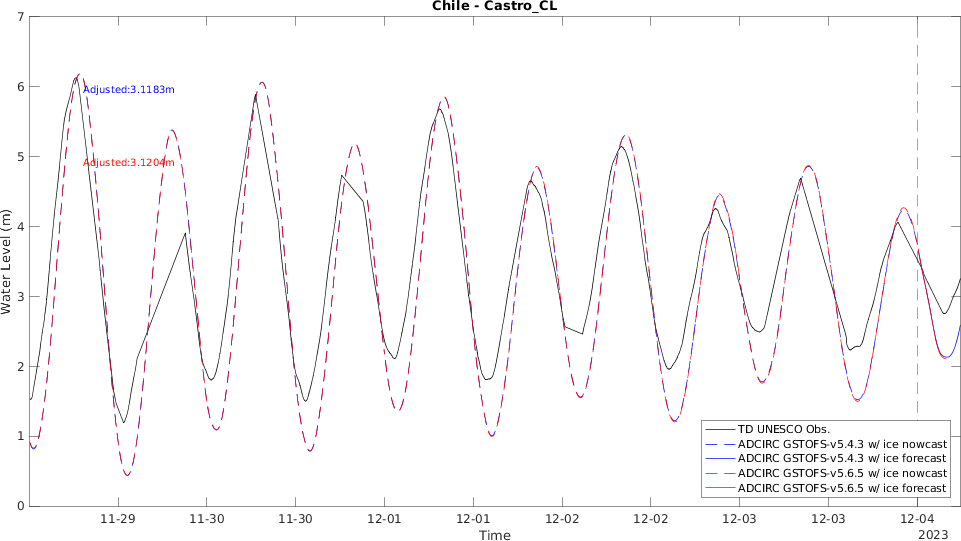 Chile - Castro_CL
7
6
5
4
3
2
1
0
Water Level (m)
Adjusted:3.1183m
Adjusted:3.1204m
TD UNESCO Obs.
ADCIRC GSTOFS-v5.4.3 w/ ice nowcast
ADCIRC GSTOFS-v5.4.3 w/ ice forecast
ADCIRC GSTOFS-v5.6.5 w/ ice nowcast
ADCIRC GSTOFS-v5.6.5 w/ ice forecast
11-29 11-30 11-30 12-01 12-01 12-02 12-02 12-03 12-03 12-04
2023
Time